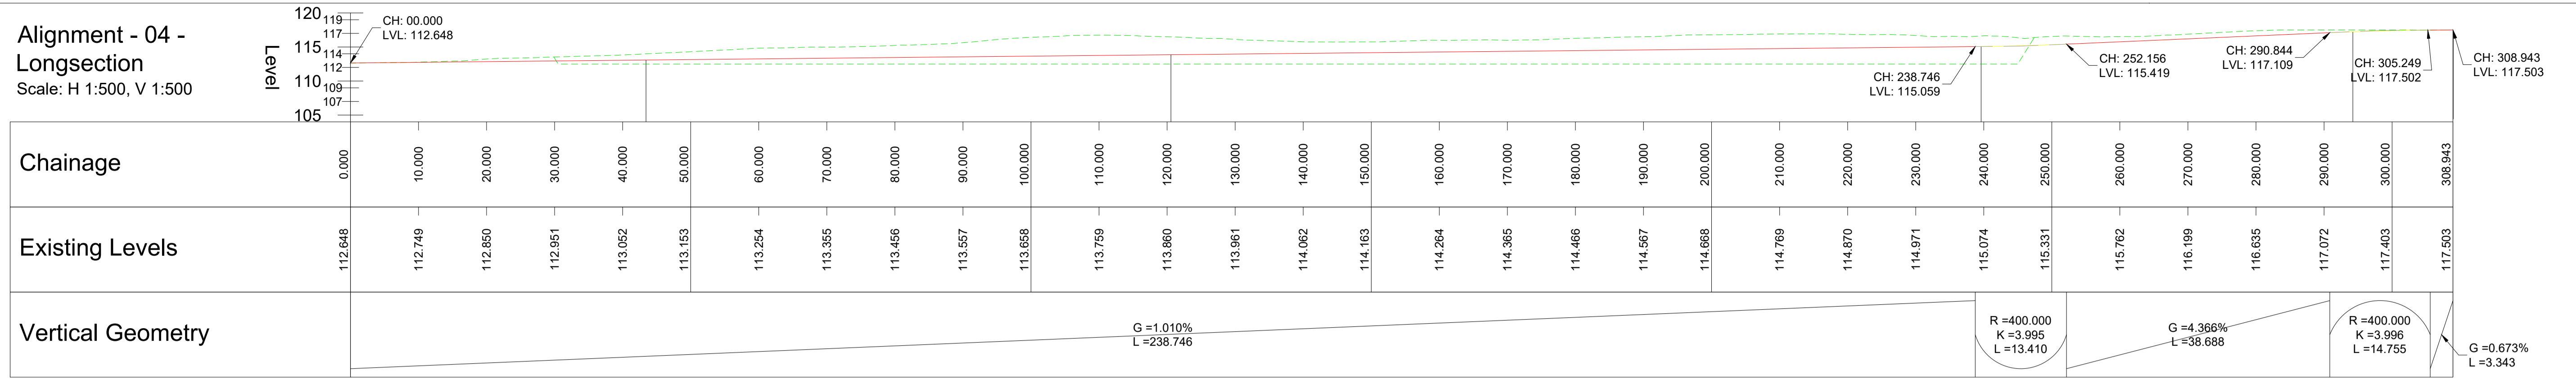 Alignment - 04 -
Longsection
Scale: H 1:500, V 1:500
Level
120
119
117
115
114
112
110
109
107
105
CH: 00.000
LVL: 112.648
CH: 238.746
LVL: 115.059
CH: 252.156
LVL: 115.419
CH: 290.844
LVL: 117.109
CH: 305.249
LVL: 117.502
CH: 308.943
LVL: 117.503
Chainage
0.000
10.000
20.000
30.000
40.000
50.000
60.000
70.000
80.000
90.000
100.000
110.000
120.000
130.000
140.000
150.000
160.000
170.000
180.000
190.000
200.000
210.000
220.000
230.000
240.000
250.000
260.000
270.000
280.000
290.000
300.000
308.943
Existing Levels
112.648
112.749
112.850
112.951
113.052
113.153
113.254
113.355
113.456
113.557
113.658
113.759
113.860
113.961
114.062
114.163
114.264
114.365
114.466
114.567
114.668
114.769
114.870
114.971
115.074
115.331
115.762
116.199
116.635
117.072
117.403
117.503
Vertical Geometry
G =1.010%
L =238.746
R =400.000
K =3.995
L =13.410
G =4.366%
L =38.688
R =400.000
K =3.996
L =14.755
G =0.673%
L =3.343